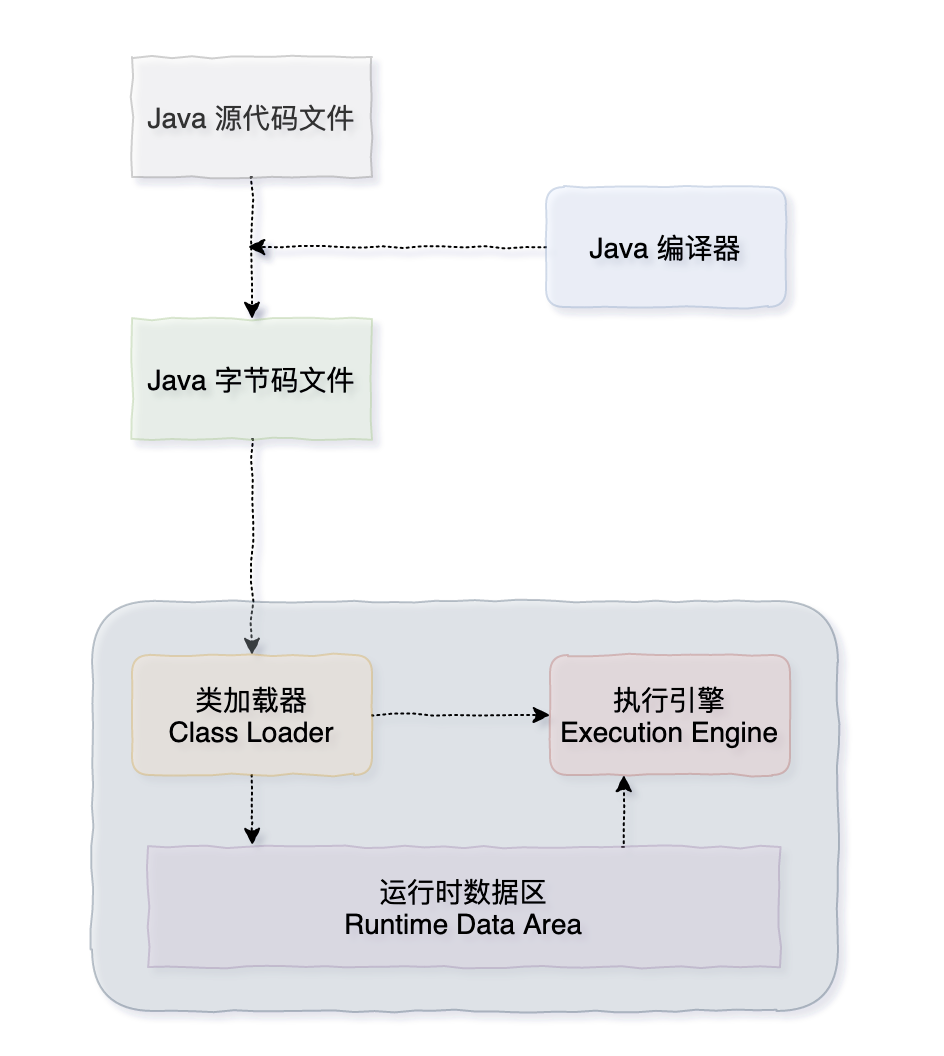 Java 源代码文件
Java 编译器
Java 字节码文件
类加载器
Class Loader
执行引擎
Execution Engine
运行时数据区
Runtime Data Area